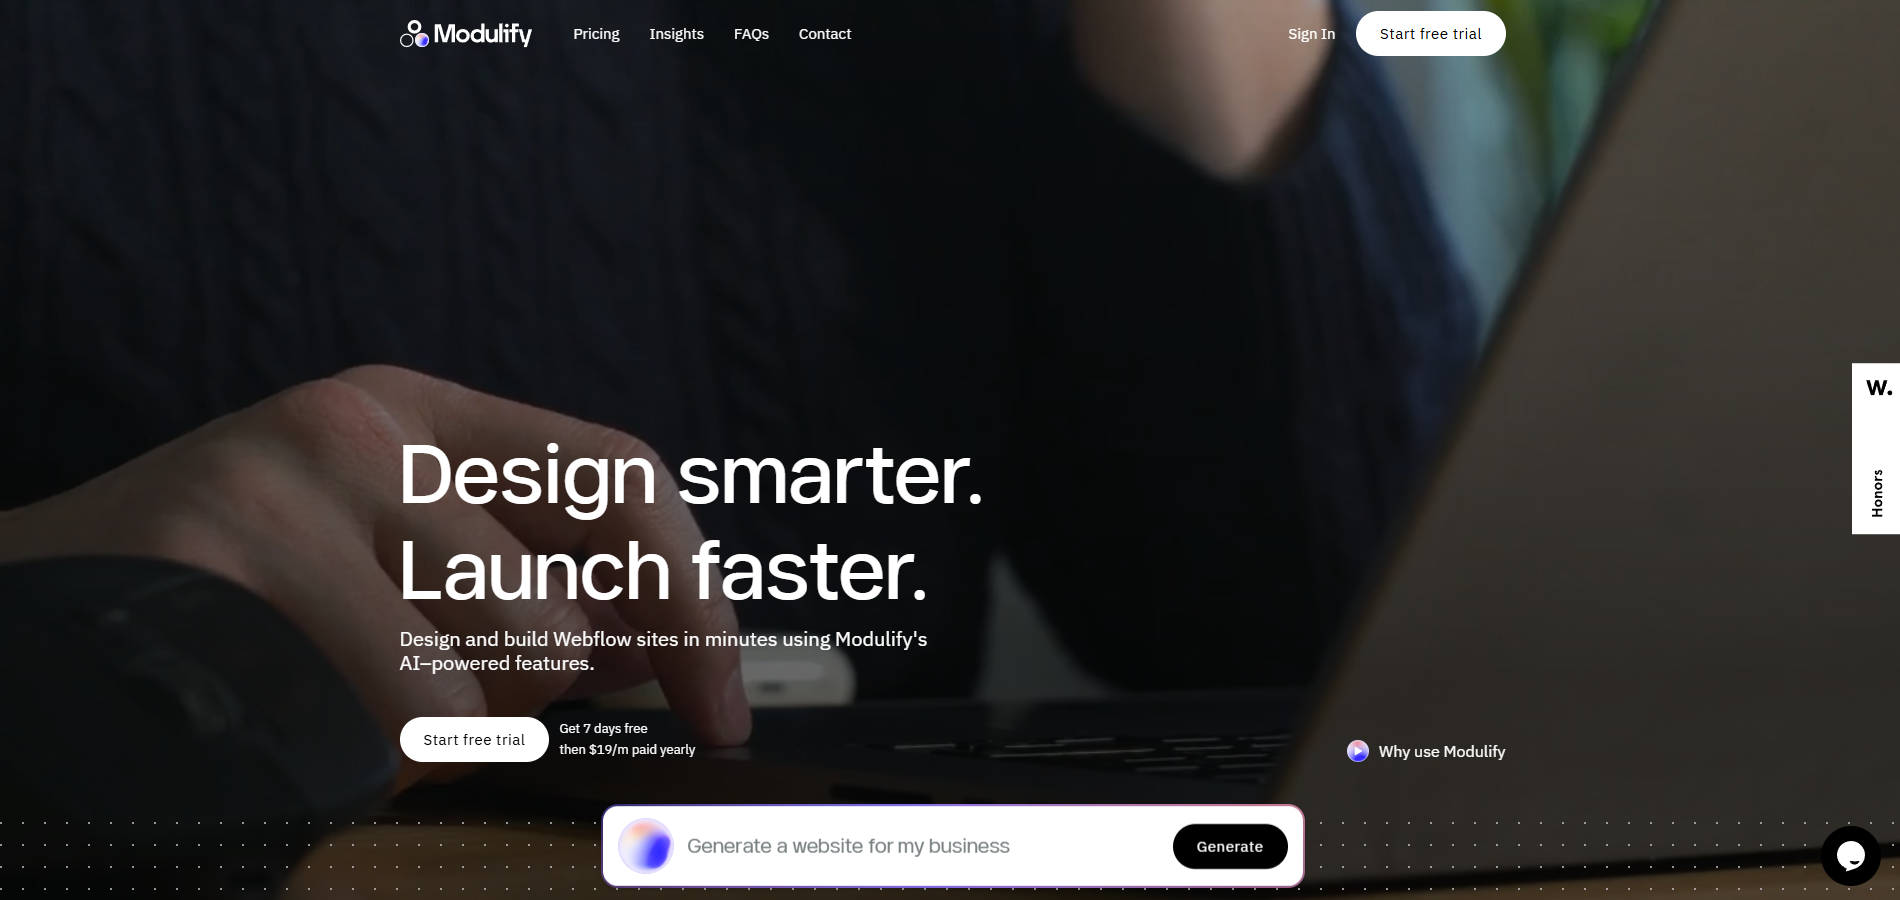 Modulify
Pricing
Insights
FAQs
Contact
Sign In
Start free trial
Design smarter.
Launch faster.
Design and build Webflow sites in minutes using Modulify's
AI–powered features.
Start free trial
Get 7 days free
then $19/m paid yearly
Why use Modulify
Generate a website for my business
Generate
W.
Honors